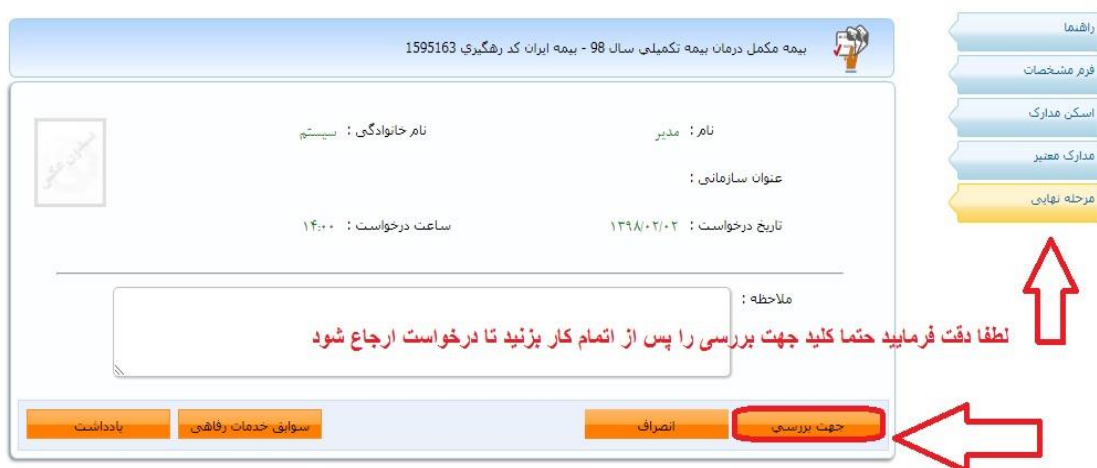 راهنما
فرم مشخصات
اسکن مدارک
مدارک معتبر
مرحله نهایی
بیمه مکمل درمان بیمه تکمیلي سال 98 - بیمه ایران کد رهگیري 1595163
نام : مدیر نام خانوادگی : سیستم
عنوان سازمانی :
تاریخ درخواست : ۱۳۹۸/۰۲/۰۲ ساعت درخواست : ۱۴:۰۰
ملاحظه :
لطفا دقت فرمایید حتما کلید جهت بررسی را پس از اتمام کار بزنید تا درخواست ارجاع شود
جهت بررسي انصراف سوابق خدمات رفاهی یادداشت